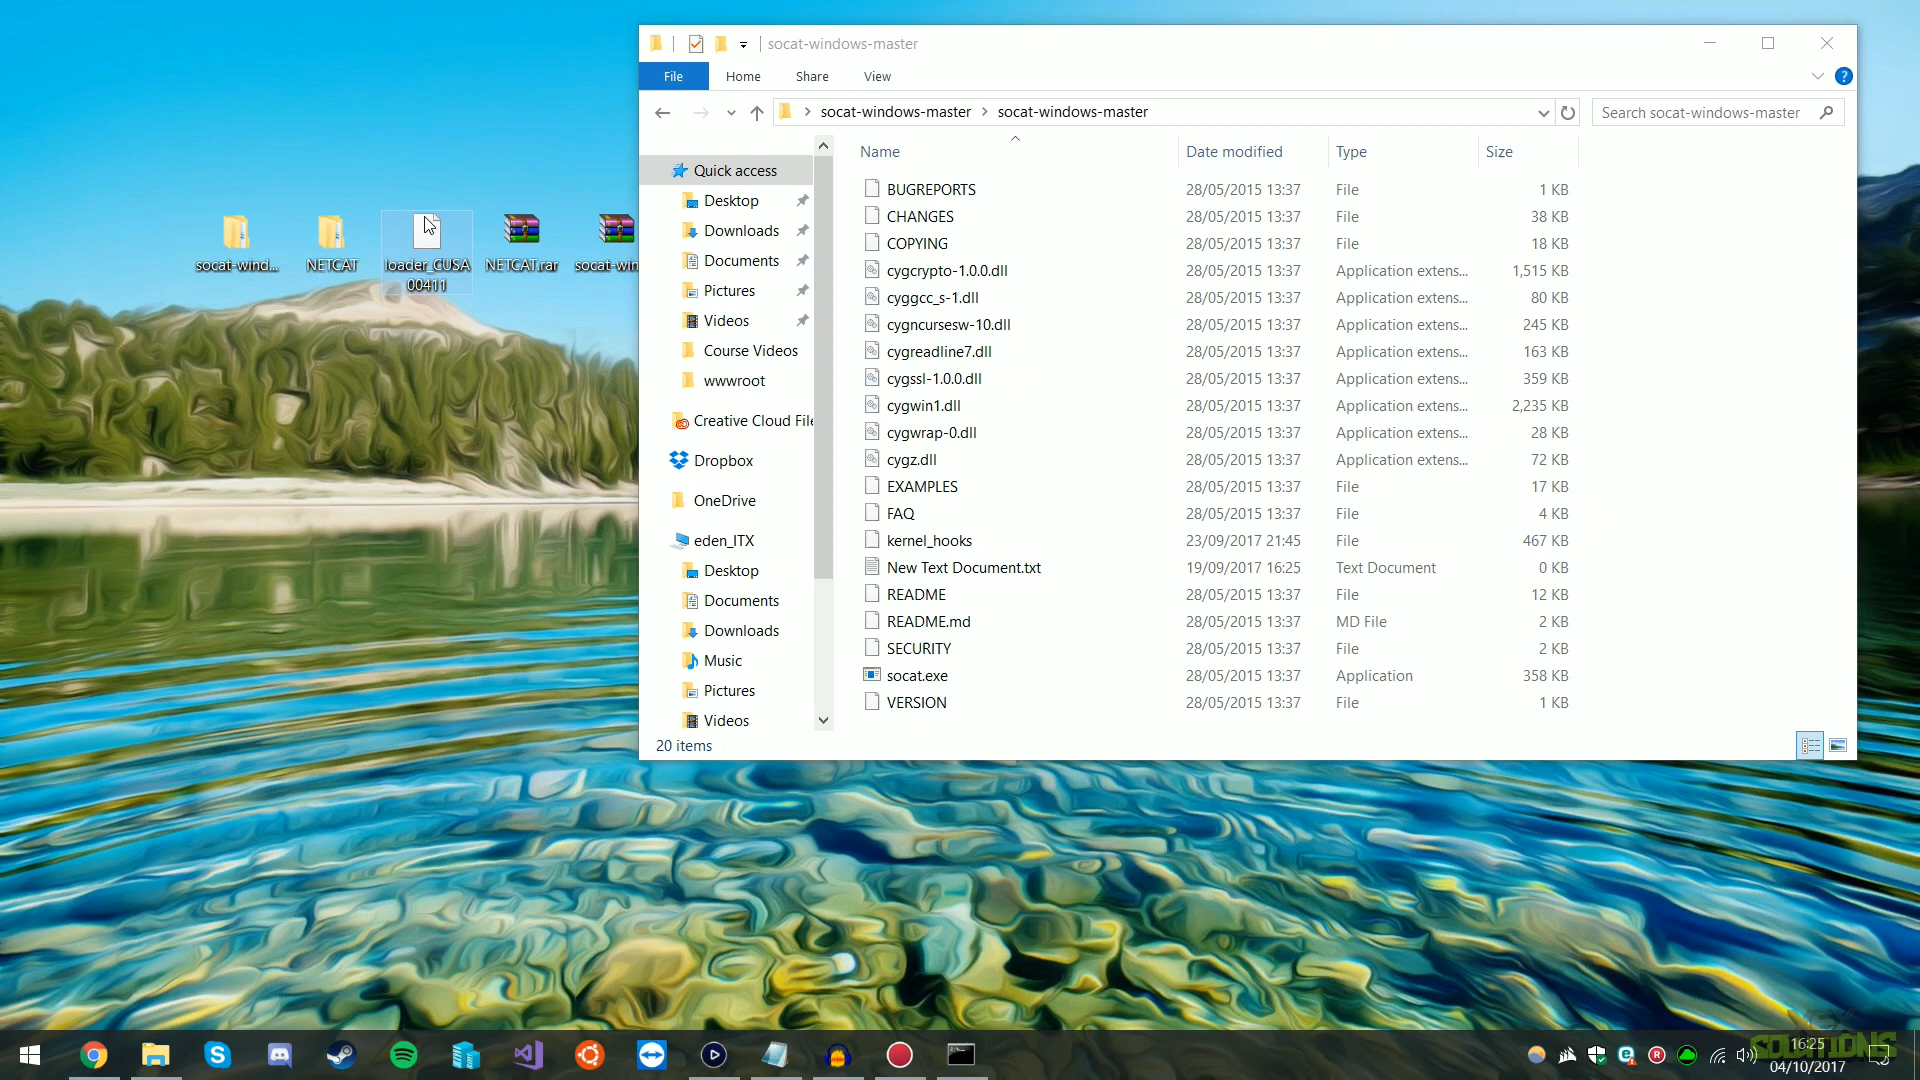 socat-windows-master
File Home Share View
socat-windows-master socat-windows-master
Search socat-windows-master
socat-wind...
NETCAT
loader_CUSA
00411
NETCAT.rar
socat-win
Quick access
Desktop
Downloads
Documents
Pictures
Videos
Course Videos
wwwroot
Creative Cloud File
Dropbox
OneDrive
eden_ITX
Desktop
Documents
Downloads
Music
Pictures
Videos
Name Date modified Type Size
BUGREPORTS 28/05/2015 13:37 File 1 KB
CHANGES 28/05/2015 13:37 File 38 KB
COPYING 28/05/2015 13:37 File 18 KB
cygcrypto-1.0.0.dll 28/05/2015 13:37 Application extens... 1,515 KB
cyggcc_s-1.dll 28/05/2015 13:37 Application extens... 80 KB
cygncursesw-10.dll 28/05/2015 13:37 Application extens... 245 KB
cygreadline7.dll 28/05/2015 13:37 Application extens... 163 KB
cygssl-1.0.0.dll 28/05/2015 13:37 Application extens... 359 KB
cygwin1.dll 28/05/2015 13:37 Application extens... 2,235 KB
cygwrap-0.dll 28/05/2015 13:37 Application extens... 28 KB
cygz.dll 28/05/2015 13:37 Application extens... 72 KB
EXAMPLES 28/05/2015 13:37 File 17 KB
FAQ 28/05/2015 13:37 File 4 KB
kernel_hooks 23/09/2017 21:45 File 467 KB
New Text Document.txt 19/09/2017 16:25 Text Document 0 KB
README 28/05/2015 13:37 File 12 KB
README.md 28/05/2015 13:37 MD File 2 KB
SECURITY 28/05/2015 13:37 File 2 KB
socat.exe 28/05/2015 13:37 Application 358 KB
VERSION 28/05/2015 13:37 File 1 KB
20 items
SOLUTIONS
16:25
04/10/2017